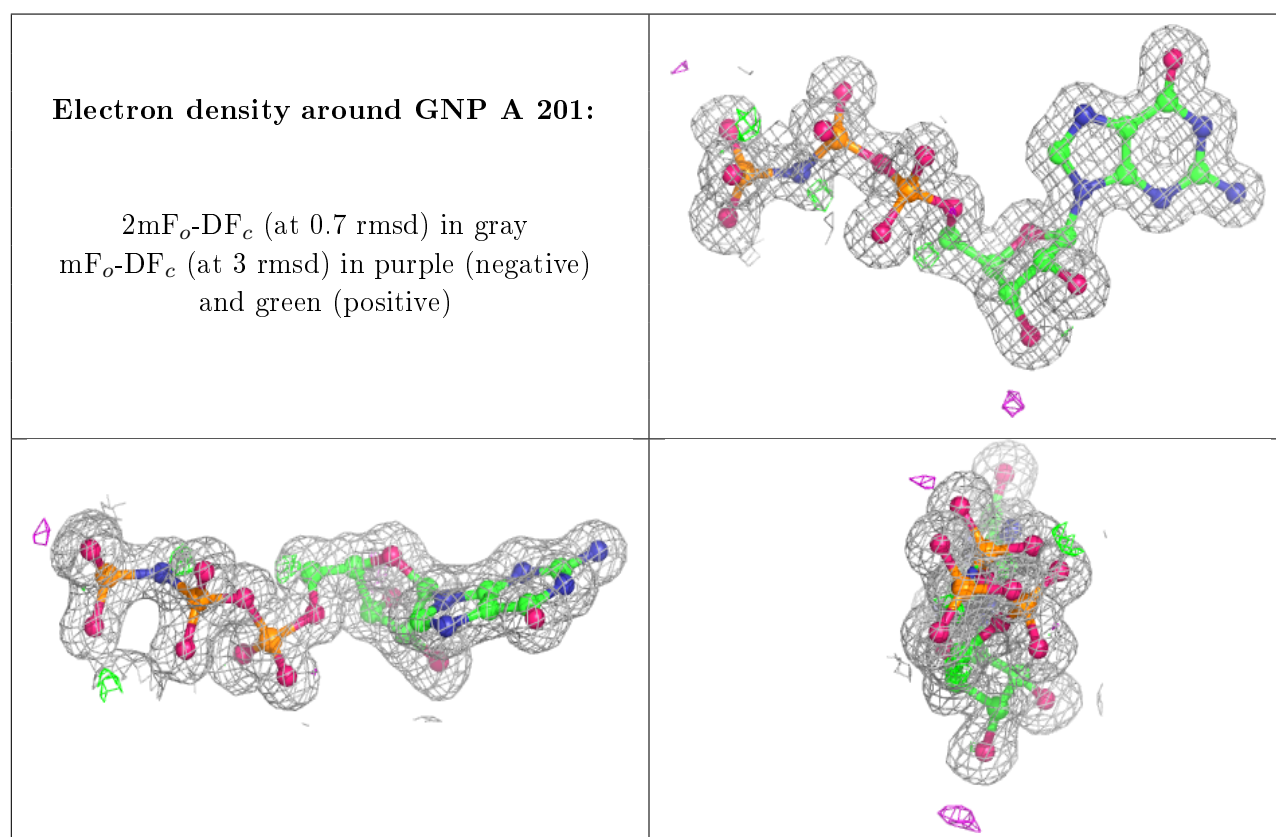 Electron density around GNP A 201:
2mFₒ-DF𝒸 (at 0.7 rmsd) in gray
mFₒ-DF𝒸 (at 3 rmsd) in purple (negative)
and green (positive)